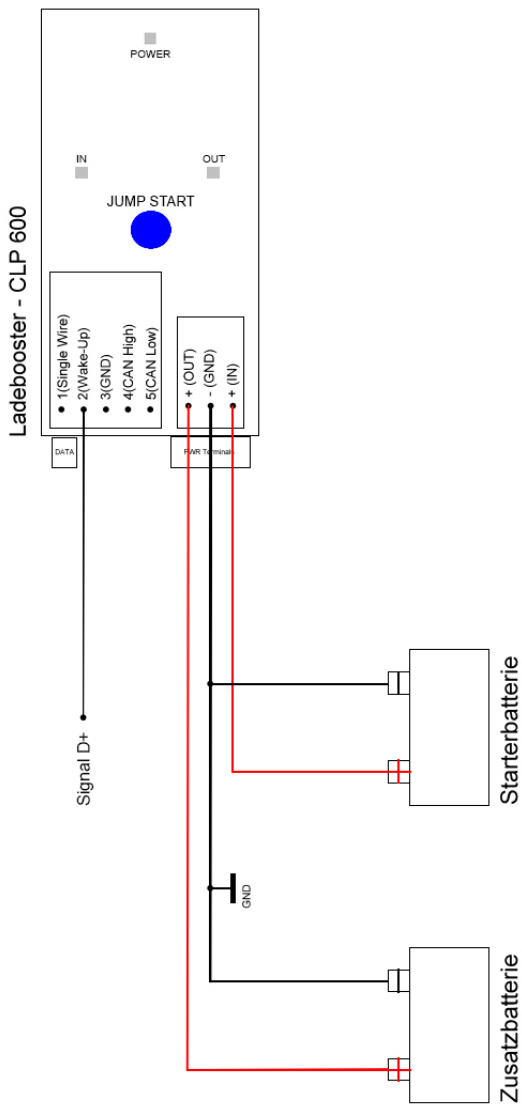 POWER
IN
OUT
JUMP START
Ladebooster - CLP 600
1(Single Wire)
2(Wake-Up)
3(GND)
4(CAN High)
5(CAN Low)
+ (OUT)
- (GND)
+ (IN)
DATA
PWR Terminals
Signal D+
Starterbatterie
GND
Zusatzbatterie